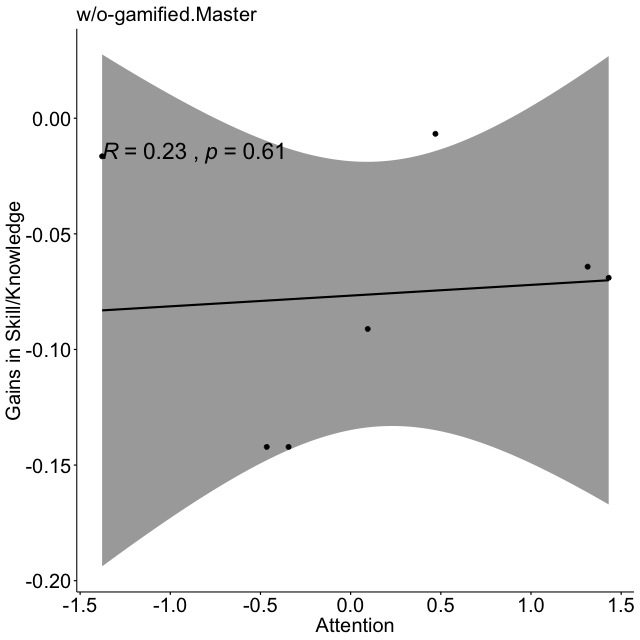 w/o-gamified.Master
Gains in Skill/Knowledge
0.00
-0.05
-0.10
-0.15
-0.20
R = 0.23 , p = 0.61
-1.5 -1.0 -0.5 0.0 0.5 1.0 1.5
Attention